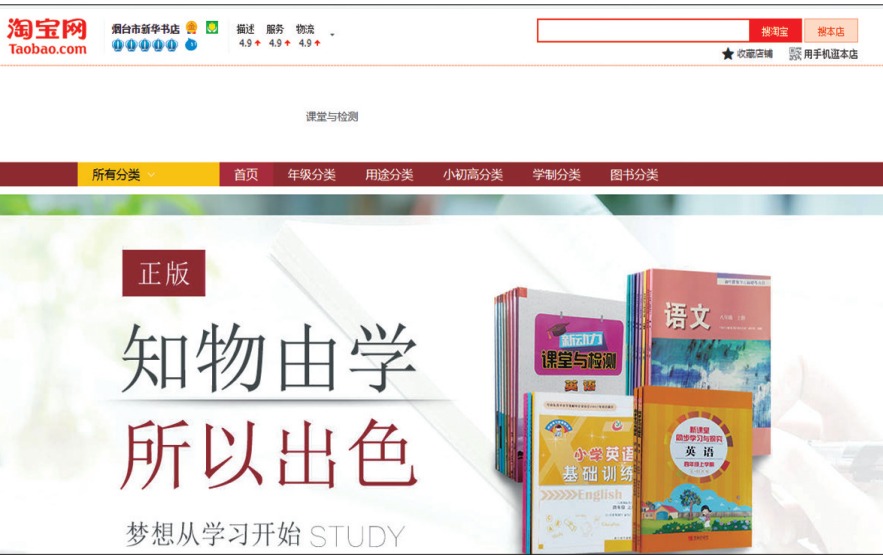 淘宝网
Taobao.com
烟台市新华书店
描述 服务 物流
4.9 4.9 4.9
搜淘宝
搜本店
收藏店铺
用手机逛本店
课堂与检测
所有分类 首页 年级分类 用途分类 小初高分类 学制分类 图书分类
正版
知物由学
所以出色
梦想从学习开始 STUDY
新动力
课堂与检测
英语
语文
小学英语
基础训练
English
新课堂
同步学习与探究
英语
四年级上学期